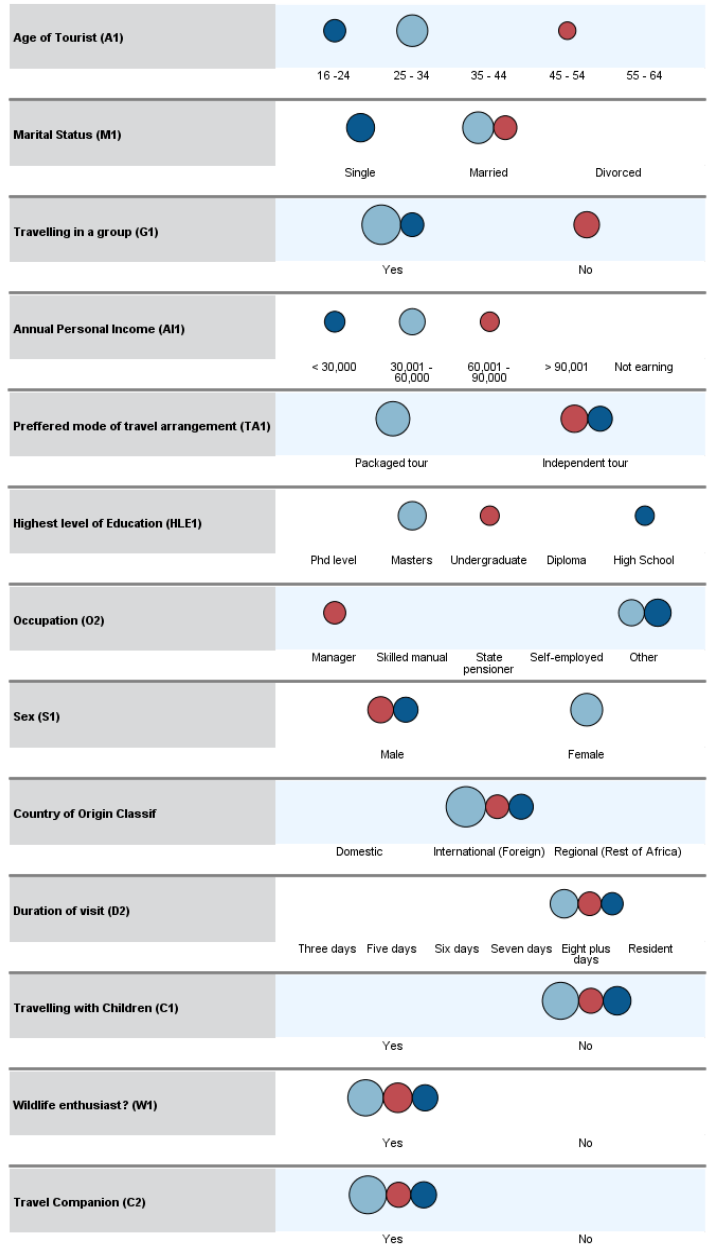 Age of Tourist (A1)
16 -24 25 - 34 35 - 44 45 - 54 55 - 64
Marital Status (M1)
Single Married Divorced
Travelling in a group (G1)
Yes No
Annual Personal Income (AI1)
< 30,000 30,001 - 60,000 60,001 - 90,000 > 90,001 Not earning
Preffered mode of travel arrangement (TA1)
Packaged tour Independent tour
Highest level of Education (HLE1)
Phd level Masters Undergraduate Diploma High School
Occupation (O2)
Manager Skilled manual State pensioner Self-employed Other
Sex (S1)
Male Female
Country of Origin Classif
Domestic International (Foreign) Regional (Rest of Africa)
Duration of visit (D2)
Three days Five days Six days Seven days Eight plus days Resident
Travelling with Children (C1)
Yes No
Wildlife enthusiast? (W1)
Yes No
Travel Companion (C2)
Yes No